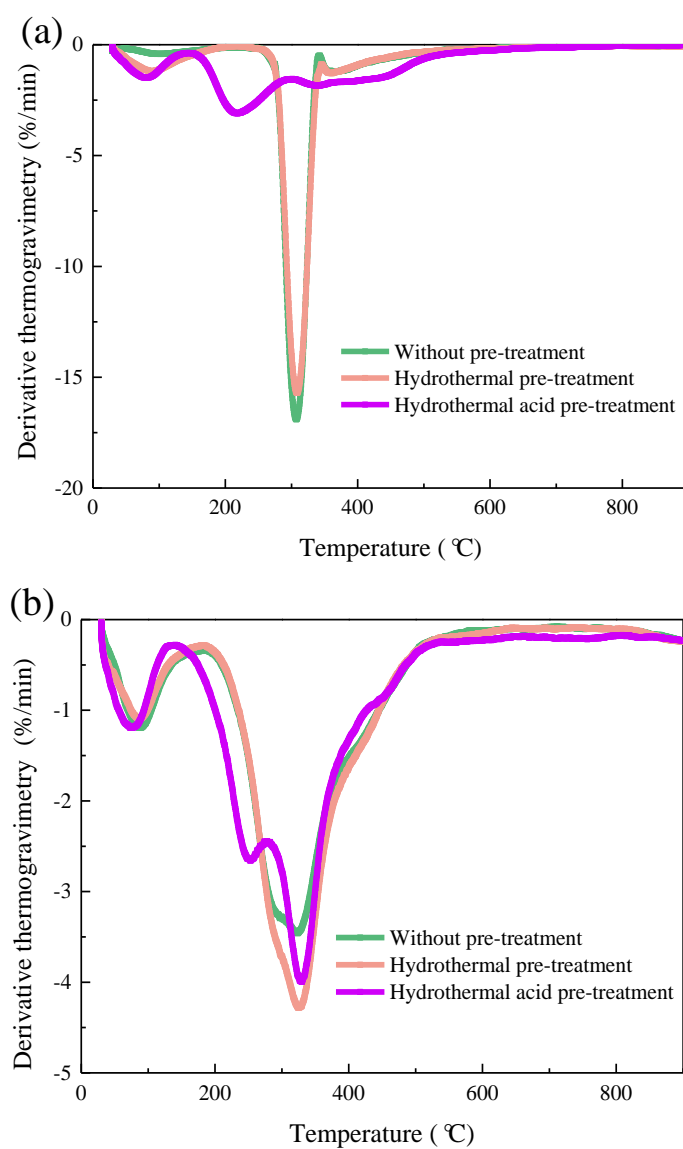 (a)
0
-5
-10
-15
-20
Derivative thermogravimetry (%/min)
Without pre-treatment
Hydrothermal pre-treatment
Hydrothermal acid pre-treatment
0 200 400 600 800
Temperature (℃)
(b)
0
-1
-2
-3
-4
-5
Derivative thermogravimetry (%/min)
Without pre-treatment
Hydrothermal pre-treatment
Hydrothermal acid pre-treatment
0 200 400 600 800
Temperature (℃)